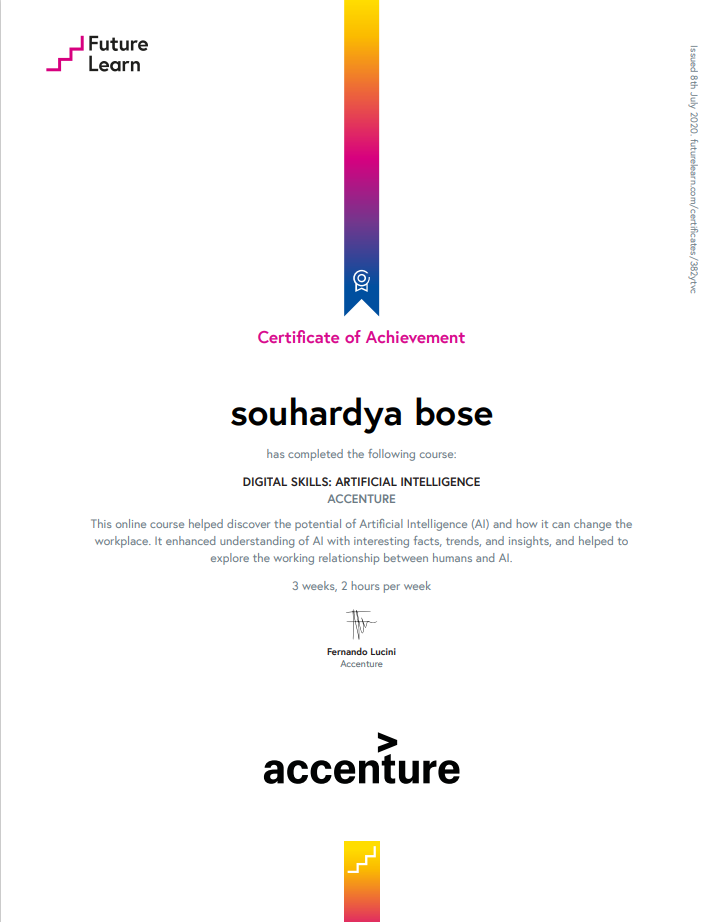 Future
Learn
Issued 8th July 2020. futurelearn.com/certificates/382ytvc
Certificate of Achievement
souhardya bose
has completed the following course:
DIGITAL SKILLS: ARTIFICIAL INTELLIGENCE
ACCENTURE
This online course helped discover the potential of Artificial Intelligence (AI) and how it can change the
workplace. It enhanced understanding of AI with interesting facts, trends, and insights, and helped to
explore the working relationship between humans and AI.
3 weeks, 2 hours per week
Fernando Lucini
Accenture
accenture